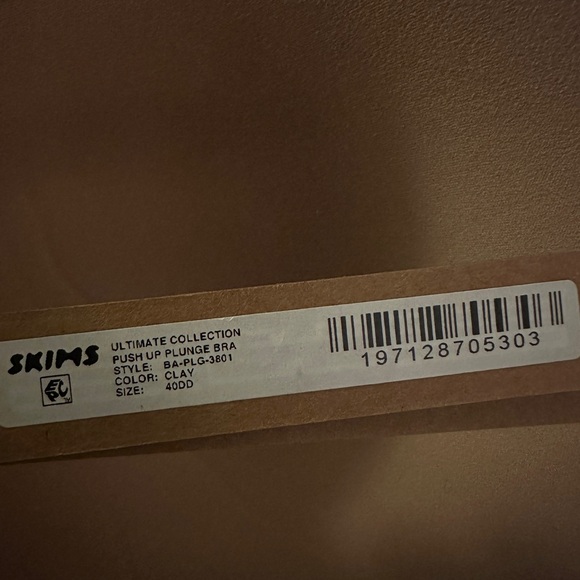 SKIMS
ULTIMATE COLLECTION
PUSH UP PLUNGE BRA
STYLE: BA-PLG-3801
COLOR: CLAY
SIZE: 40DD
197128705303